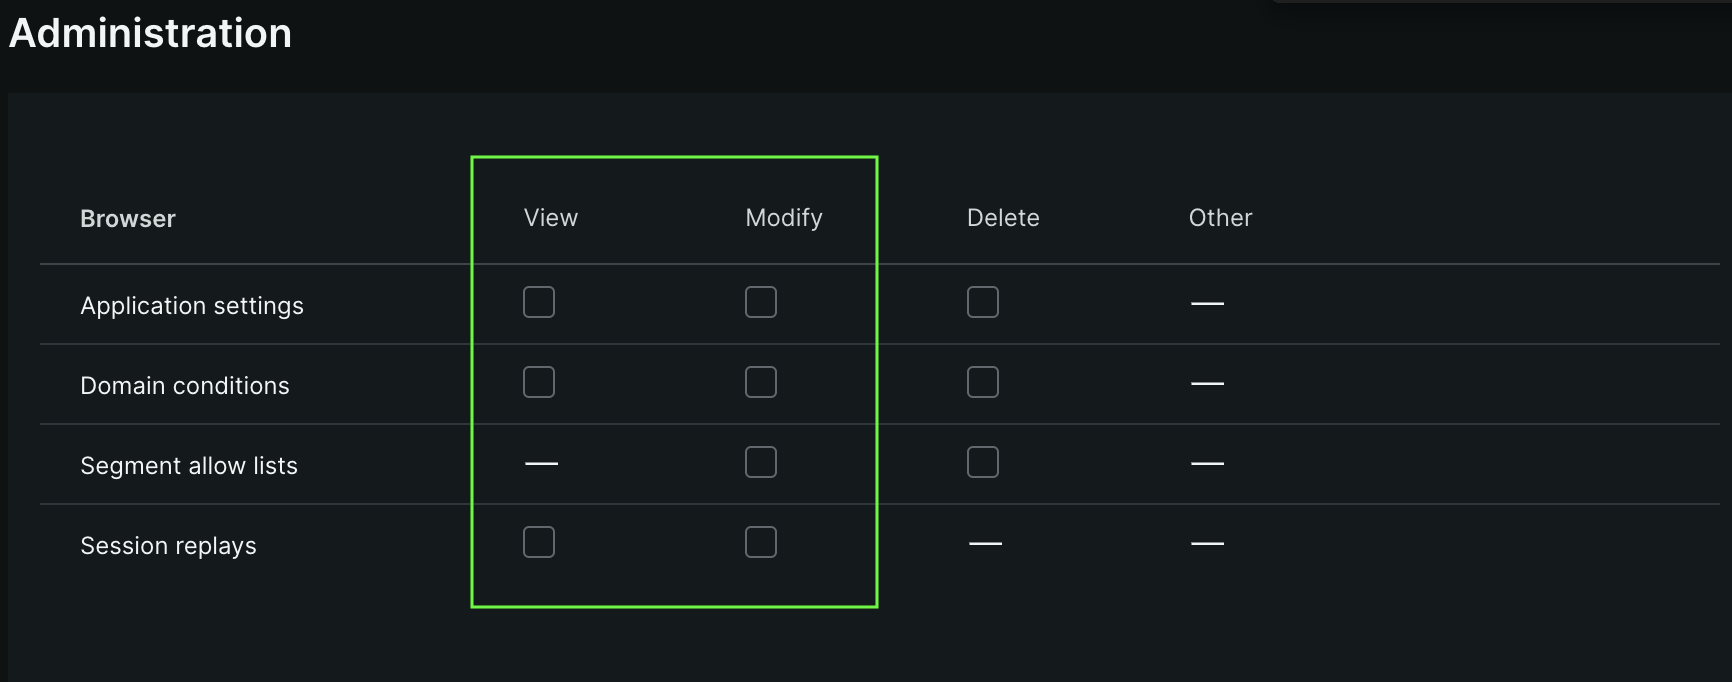 Administration
Browser View Modify Delete Other
Application settings —
Domain conditions —
Segment allow lists — —
Session replays — —